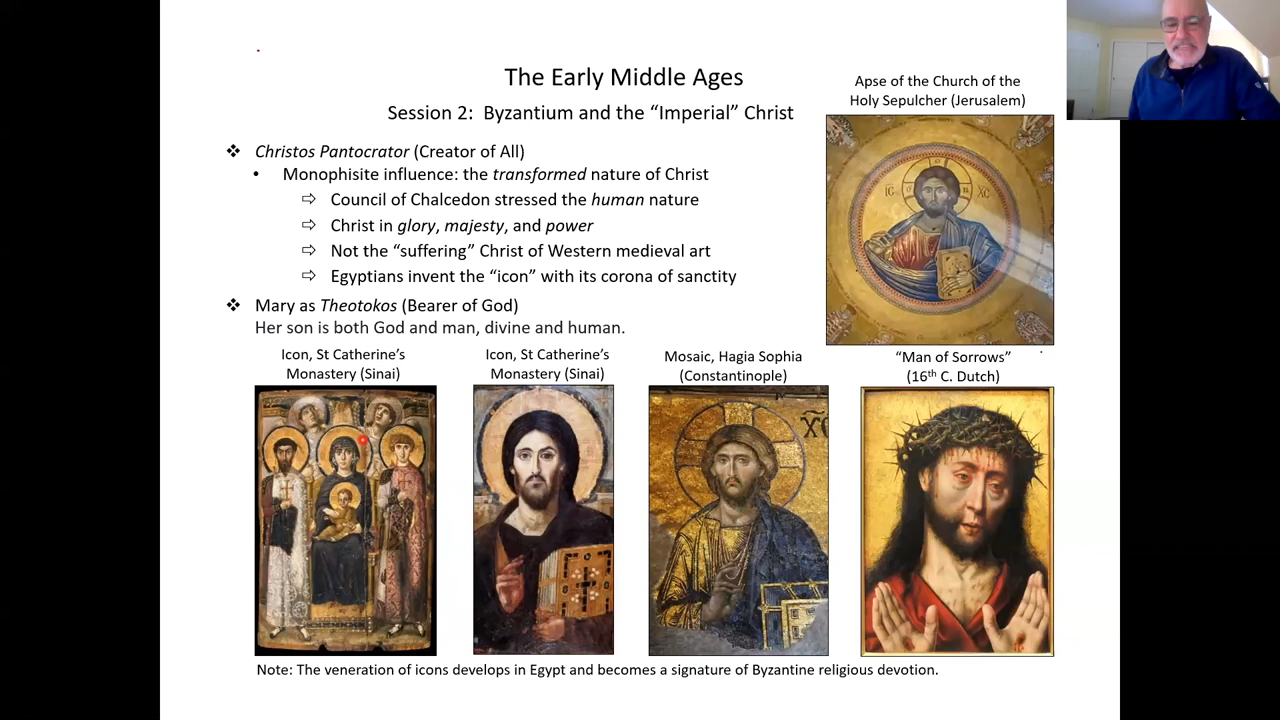 The Early Middle Ages
Session 2: Byzantium and the “Imperial” Christ
Apse of the Church of the
Holy Sepulcher (Jerusalem)
❖ Christos Pantocrator (Creator of All)
• Monophisite influence: the transformed nature of Christ
⇨ Council of Chalcedon stressed the human nature
⇨ Christ in glory, majesty, and power
⇨ Not the “suffering” Christ of Western medieval art
⇨ Egyptians invent the “icon” with its corona of sanctity
❖ Mary as Theotokos (Bearer of God)
Her son is both God and man, divine and human.
Icon, St Catherine’s
Monastery (Sinai)
Icon, St Catherine’s
Monastery (Sinai)
Mosaic, Hagia Sophia
(Constantinople)
“Man of Sorrows”
(16th C. Dutch)
IC XC
XC
Note: The veneration of icons develops in Egypt and becomes a signature of Byzantine religious devotion.